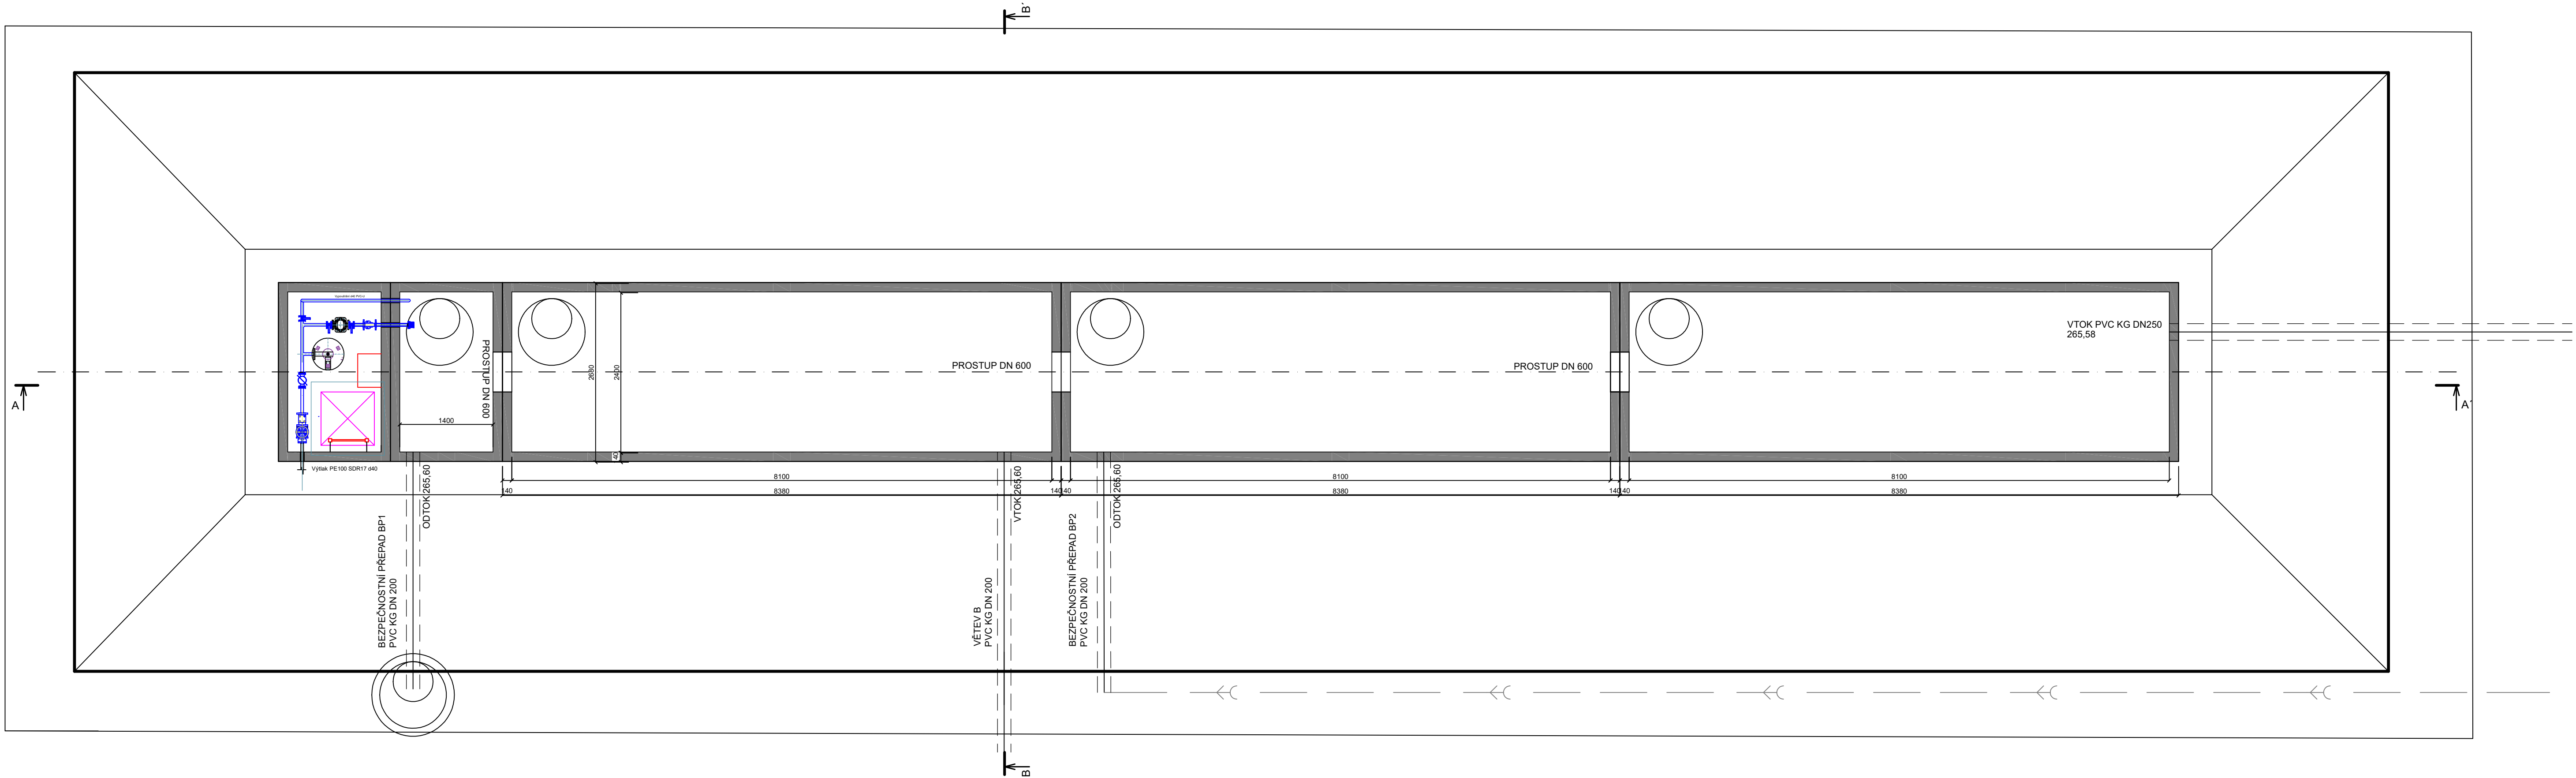 B´
PROSTUP DN 600
2680
2400
140
1400
PROSTUP DN 600
PROSTUP DN 600
VTOK PVC KG DN250
265,58
A
A´
Výtlak PE100 SDR17 d40
ODTOK 265,60
BEZPEČNOSTNÍ PŘEPAD BP1
PVC KG DN 200
140
8100
8380
140
VTOK 265,60
VĚTEV B
PVC KG DN 200
140
8100
8380
140
ODTOK 265,60
BEZPEČNOSTNÍ PŘEPAD BP2
PVC KG DN 200
140
8100
8380
B